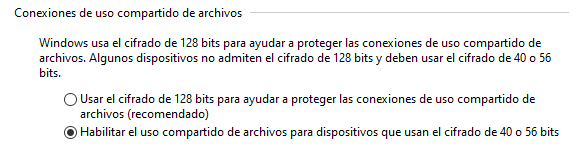 Conexiones de uso compartido de archivos
Windows usa el cifrado de 128 bits para ayudar a proteger las conexiones de uso compartido de
archivos. Algunos dispositivos no admiten el cifrado de 128 bits y deben usar el cifrado de 40 o 56
bits.
Usar el cifrado de 128 bits para ayudar a proteger las conexiones de uso compartido de
archivos (recomendado)
Habilitar el uso compartido de archivos para dispositivos que usan el cifrado de 40 o 56 bits